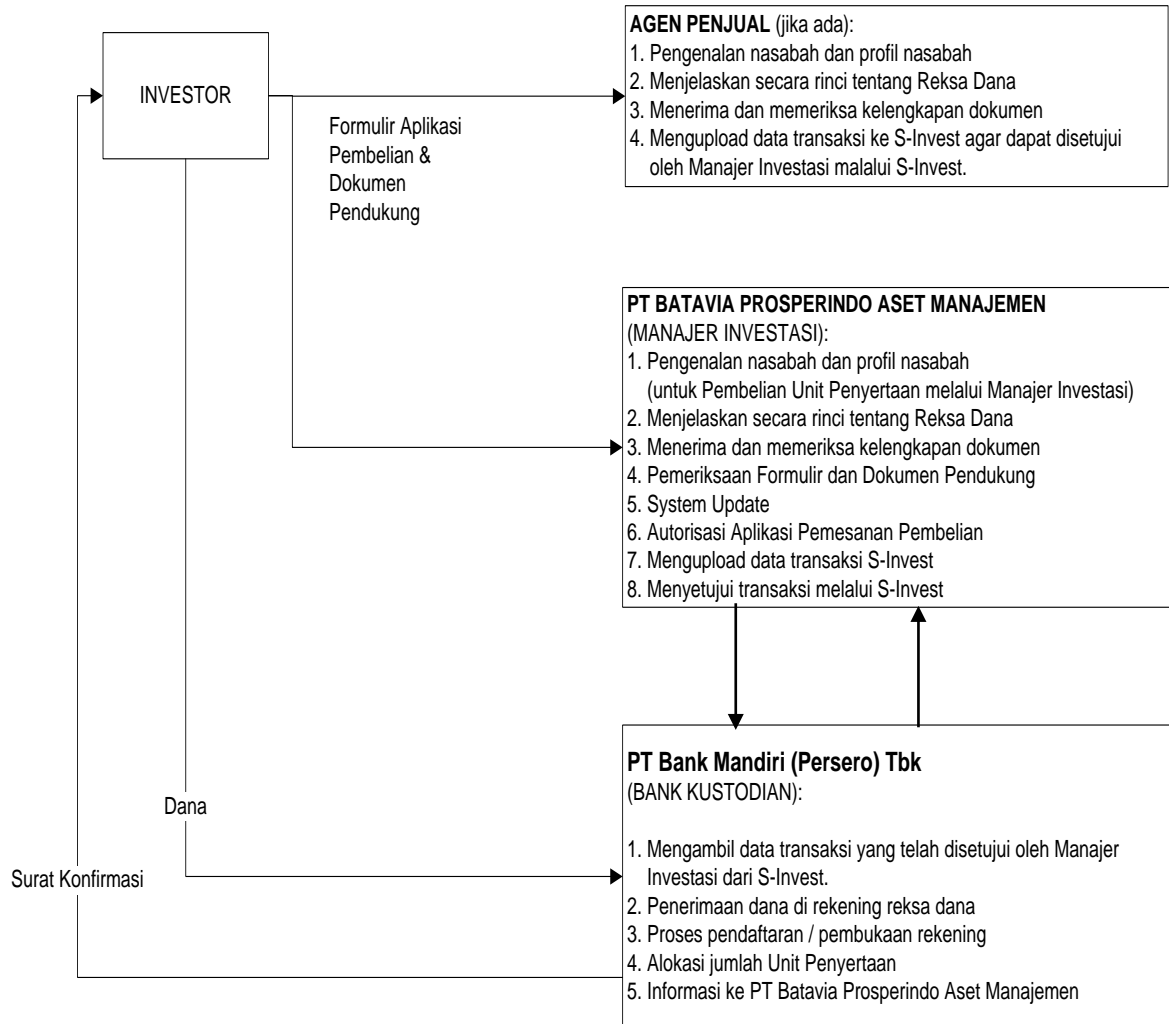 INVESTOR
Formulir Aplikasi
Pembelian &
Dokumen
Pendukung
AGEN PENJUAL (jika ada):
1. Pengenalan nasabah dan profil nasabah
2. Menjelaskan secara rinci tentang Reksa Dana
3. Menerima dan memeriksa kelengkapan dokumen
4. Mengupload data transaksi ke S-Invest agar dapat disetujui
oleh Manajer Investasi malalui S-Invest.
PT BATAVIA PROSPERINDO ASET MANAJEMEN
(MANAJER INVESTASI):
1. Pengenalan nasabah dan profil nasabah
(untuk Pembelian Unit Penyertaan melalui Manajer Investasi)
2. Menjelaskan secara rinci tentang Reksa Dana
3. Menerima dan memeriksa kelengkapan dokumen
4. Pemeriksaan Formulir dan Dokumen Pendukung
5. System Update
6. Autorisasi Aplikasi Pemesanan Pembelian
7. Mengupload data transaksi S-Invest
8. Menyetujui transaksi melalui S-Invest
Dana
Surat Konfirmasi
PT Bank Mandiri (Persero) Tbk
(BANK KUSTODIAN):
1. Mengambil data transaksi yang telah disetujui oleh Manajer
Investasi dari S-Invest.
2. Penerimaan dana di rekening reksa dana
3. Proses pendaftaran / pembukaan rekening
4. Alokasi jumlah Unit Penyertaan
5. Informasi ke PT Batavia Prosperindo Aset Manajemen